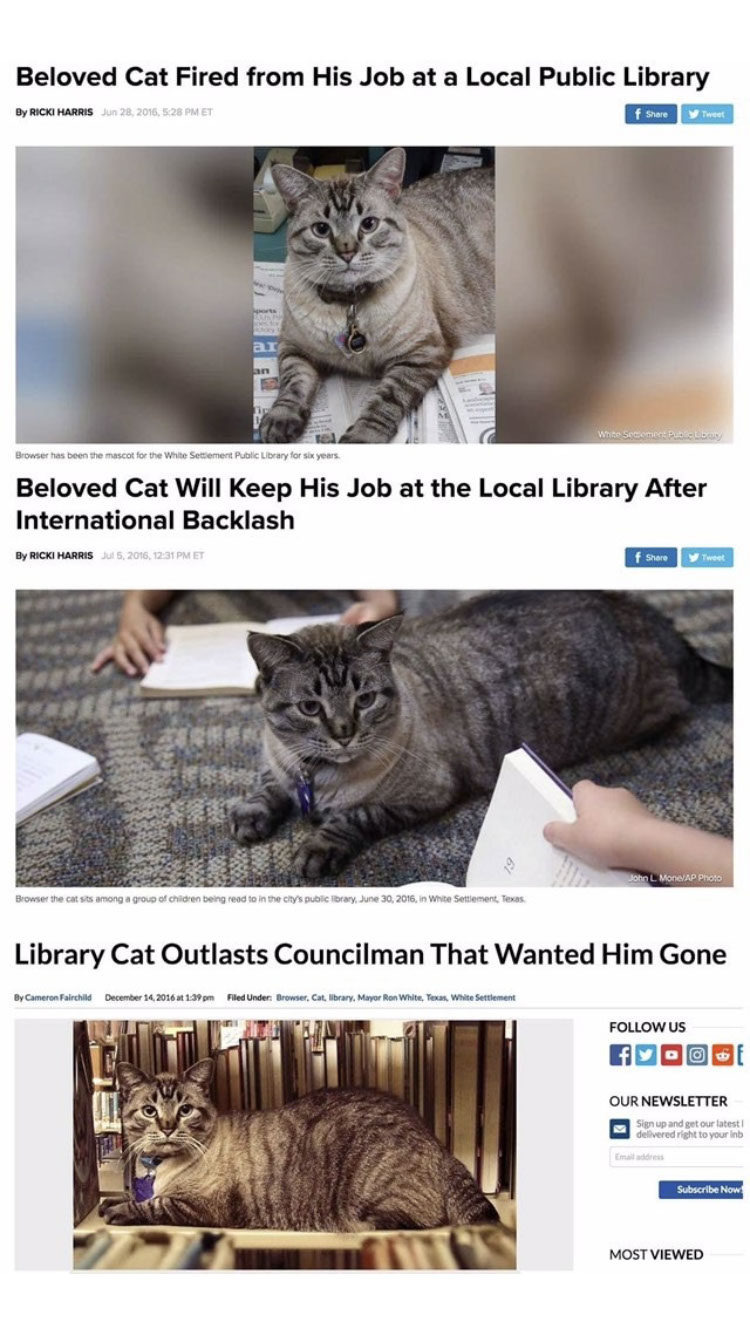 Beloved Cat Fired from His Job at a Local Public Library
By RICKI HARRIS Jun 28, 2016, 5:28 PM ET
Share Tweet
White Settlement Public Library
Browser has been the mascot for the White Settlement Public Library for six years.
Beloved Cat Will Keep His Job at the Local Library After
International Backlash
By RICKI HARRIS Jul 5, 2016, 12:31 PM ET
Share Tweet
19
John L. Mone/AP Photo
Browser the cat sits among a group of children being read to in the city's public library, June 30, 2016, in White Settlement, Texas.
Library Cat Outlasts Councilman That Wanted Him Gone
By Cameron Fairchild December 14, 2016 at 1:39 pm Filed Under: Browser, Cat, library, Mayor Ron White, Texas, White Settlement
FOLLOW US
OUR NEWSLETTER
Sign up and get our latest
delivered right to your inb
Email address
Subscribe Now!
MOST VIEWED